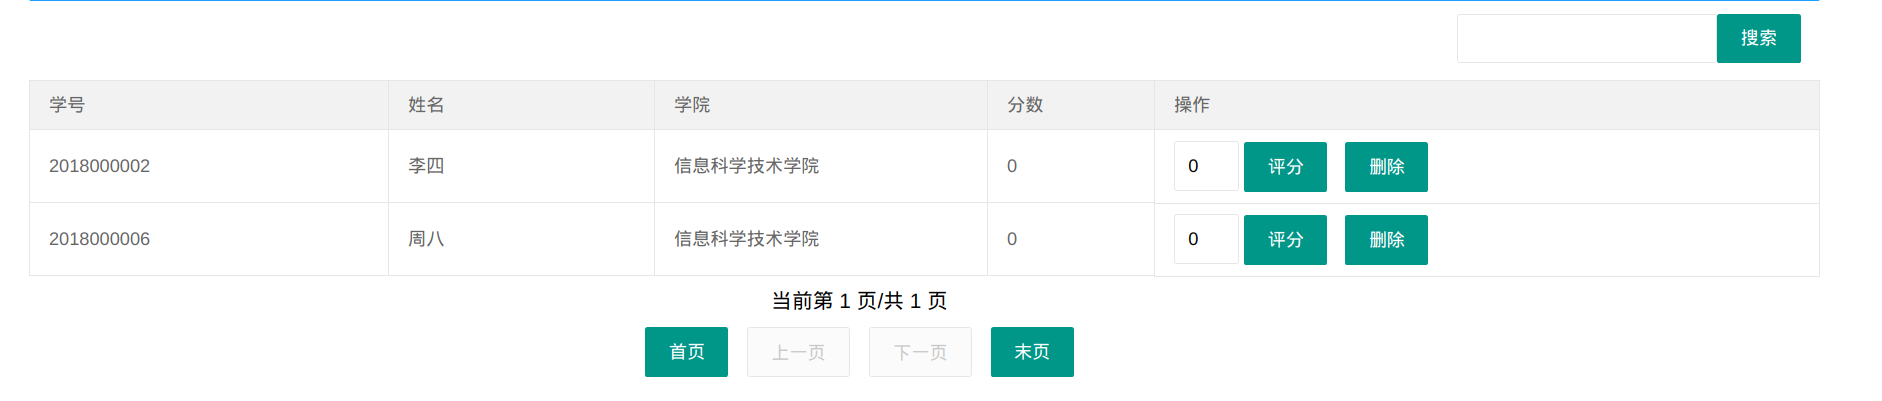 搜索
学号 姓名 学院 分数 操作
2018000002 李四 信息科学技术学院 0 0 评分 删除
2018000006 周八 信息科学技术学院 0 0 评分 删除
当前第 1 页/共 1 页
首页 上一页 下一页 末页